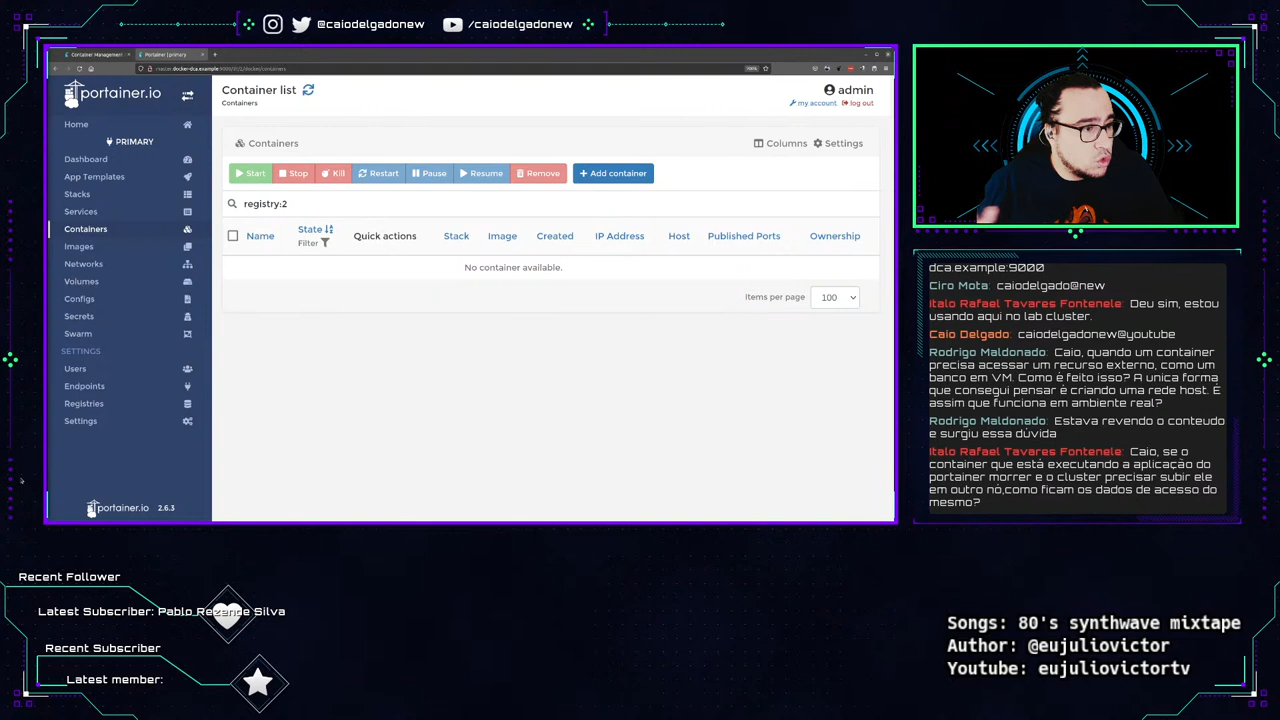 @caiodelgadonew /caiodelgadonew
Container Management
Portainer | primary
portainer.io
Home
PRIMARY
Dashboard
App Templates
Stacks
Services
Containers
Images
Networks
Volumes
Configs
Secrets
Swarm
SETTINGS
Users
Endpoints
Registries
Settings
portainer.io 2.6.3
Container list
Containers
admin
my account log out
Containers
Columns Settings
Start Stop Kill Restart Pause Resume Remove Add container
registry:2
Name State Quick actions Stack Image Created IP Address Host Published Ports Ownership
Filter
No container available.
Items per page 100
dca.example:9000
Ciro Mota: caiodelgado@new
Italo Rafael Tavares Fontenele: Deu sim, estou
usando aqui no lab cluster.
Caio Delgado: caiodelgadonew@youtube
Rodrigo Maldonado: Caio, quando um container
precisa acessar um recurso externo, como um
banco em VM. Como é feito isso? A unica forma
que consegui pensar é criando uma rede host. É
assim que funciona em ambiente real?
Rodrigo Maldonado: Estava revendo o conteudo
e surgiu essa dúvida
Italo Rafael Tavares Fontenele: Caio, se o
container que está executando a aplicação do
portainer morrer e o cluster precisar subir ele
em outro nó,como ficam os dados de acesso do
mesmo?
Recent Follower
Latest Subscriber: Pablo Rezende Silva
Recent Subscriber
Latest member:
Songs: 80's synthwave mixtape
Author: @eujuliovictor
Youtube: eujuliovictortv